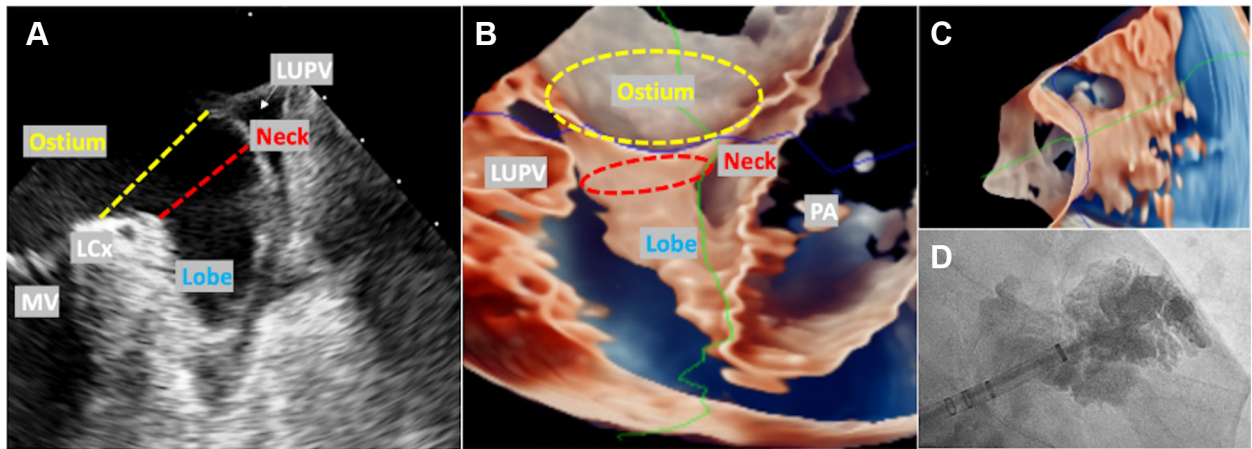 A
LUPV
Ostium
Neck
LCx
Lobe
MV
B
Ostium
Neck
LUPV
PA
Lobe
C
D